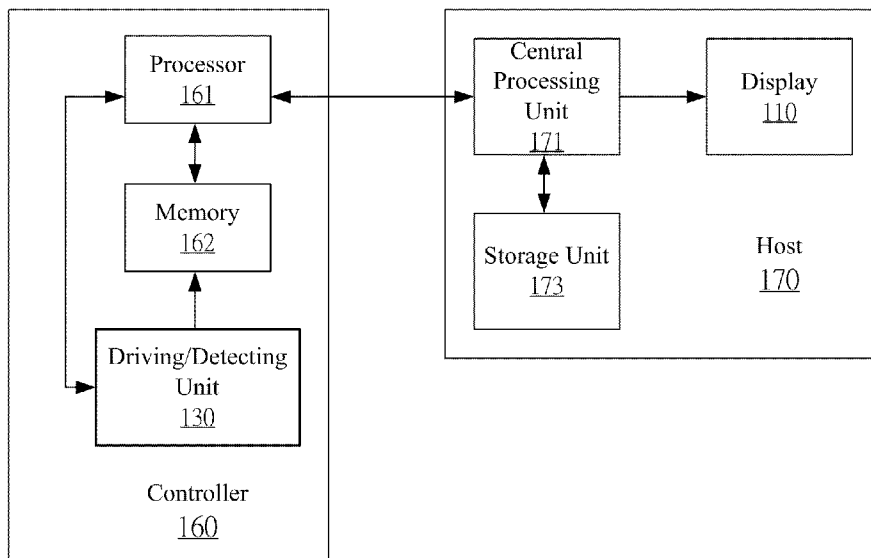 Processor
161
Memory
162
Driving/Detecting
Unit
130
Controller
160
Central
Processing
Unit
171
Display
110
Storage Unit
173
Host
170